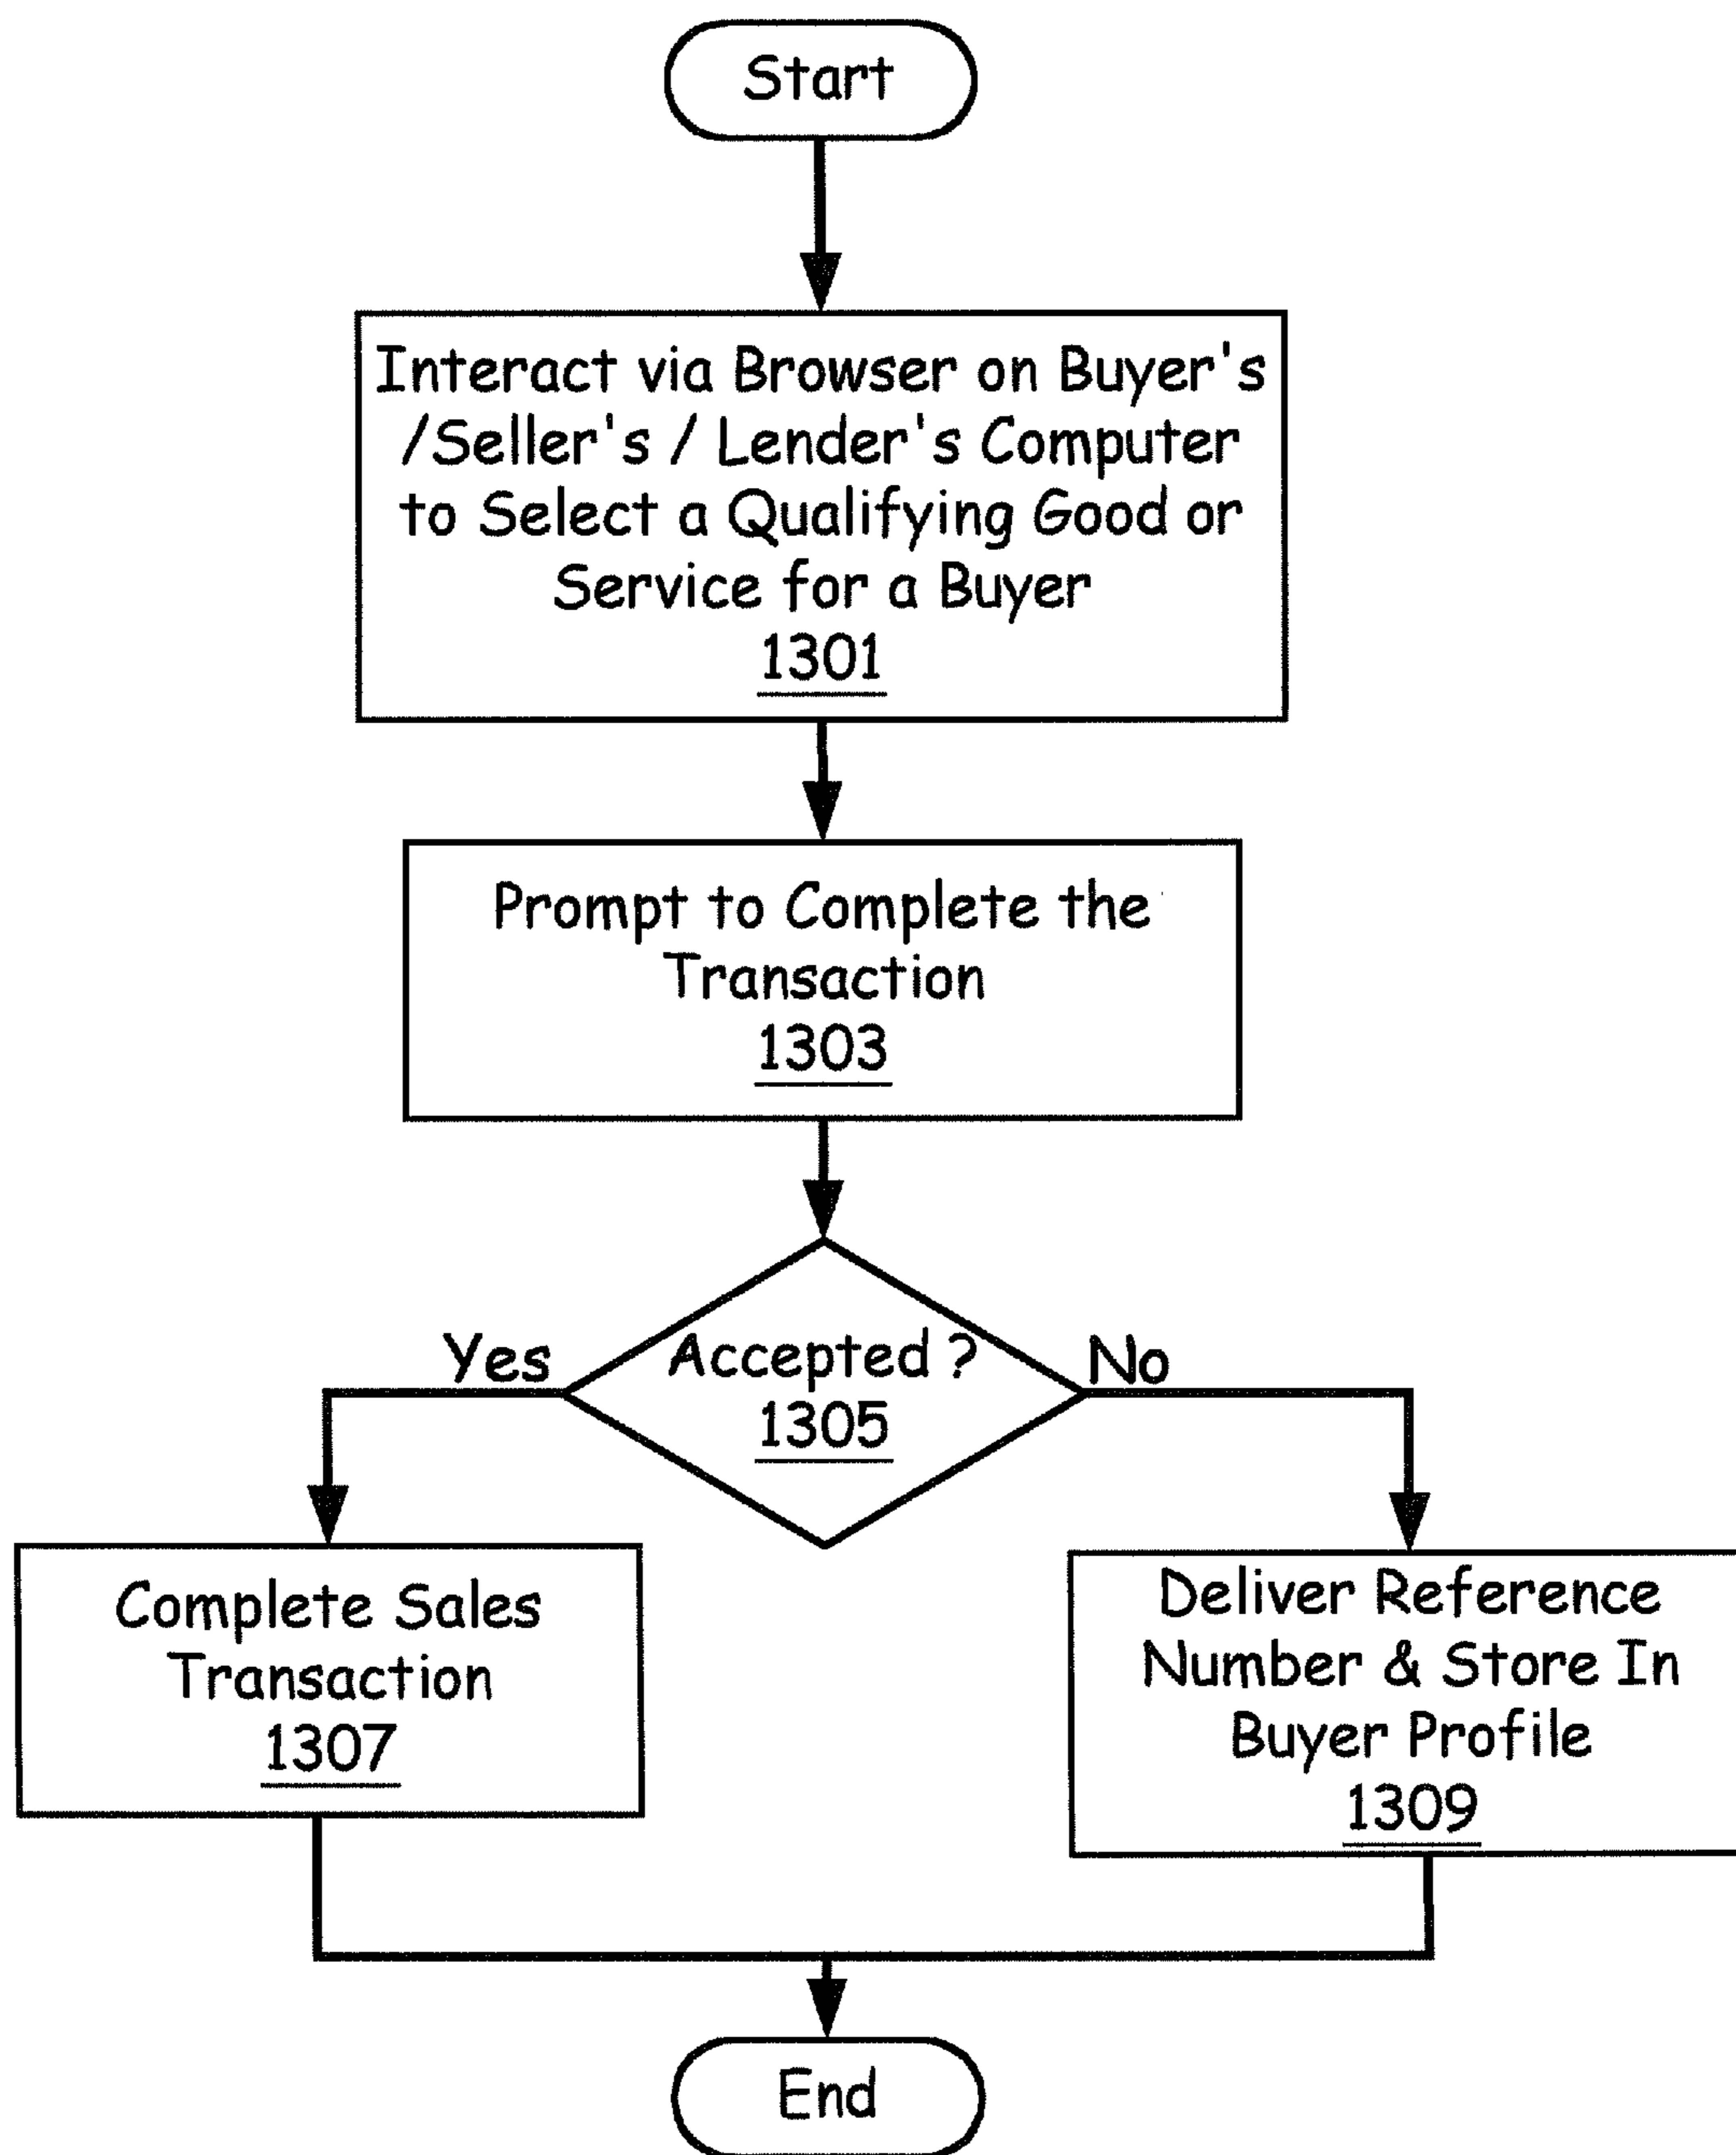 Start
Interact via Browser on Buyer's
/Seller's / Lender's Computer
to Select a Qualifying Good or
Service for a Buyer
1301
Prompt to Complete the
Transaction
1303
Accepted ?
1305
Yes
No
Complete Sales
Transaction
1307
Deliver Reference
Number & Store In
Buyer Profile
1309
End